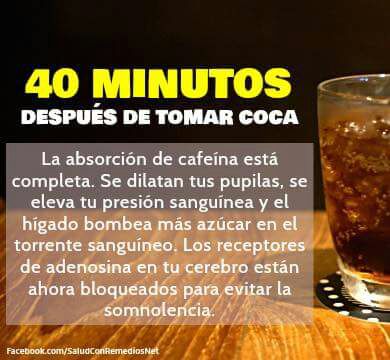 40 MINUTOS
DESPUÉS DE TOMAR COCA
La absorción de cafeína está
completa. Se dilatan tus pupilas, se
eleva tu presión sanguínea y el
hígado bombea más azúcar en el
torrente sanguíneo. Los receptores
de adenosina en tu cerebro están
ahora bloqueados para evitar la
somnolencia.
Facebook.com/SaludConRemediosNet